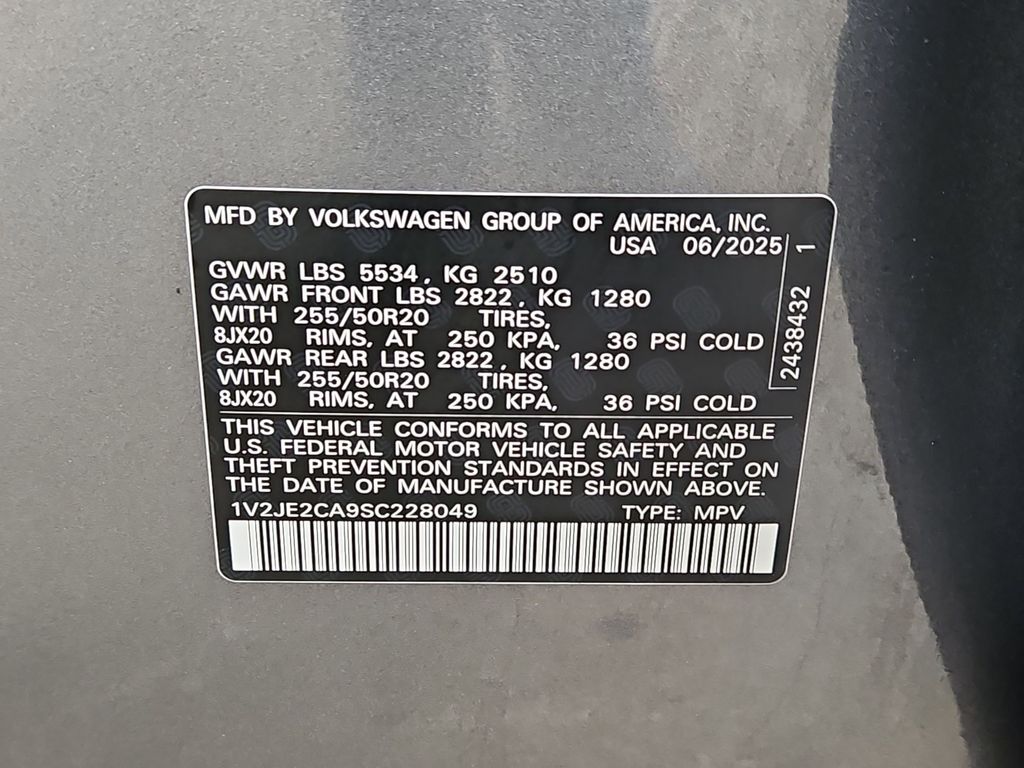 MFD BY VOLKSWAGEN GROUP OF AMERICA, INC.
USA 06/2025
GVWR LBS 5534, KG 2510
GAWR FRONT LBS 2822, KG 1280
WITH 255/50R20 TIRES,
8JX20 RIMS, AT 250 KPA, 36 PSI COLD
GAWR REAR LBS 2822, KG 1280
WITH 255/50R20 TIRES,
8JX20 RIMS, AT 250 KPA, 36 PSI COLD
2438432 1
THIS VEHICLE CONFORMS TO ALL APPLICABLE
U.S. FEDERAL MOTOR VEHICLE SAFETY AND
THEFT PREVENTION STANDARDS IN EFFECT ON
THE DATE OF MANUFACTURE SHOWN ABOVE.
1V2JE2CA9SC228049 TYPE: MPV